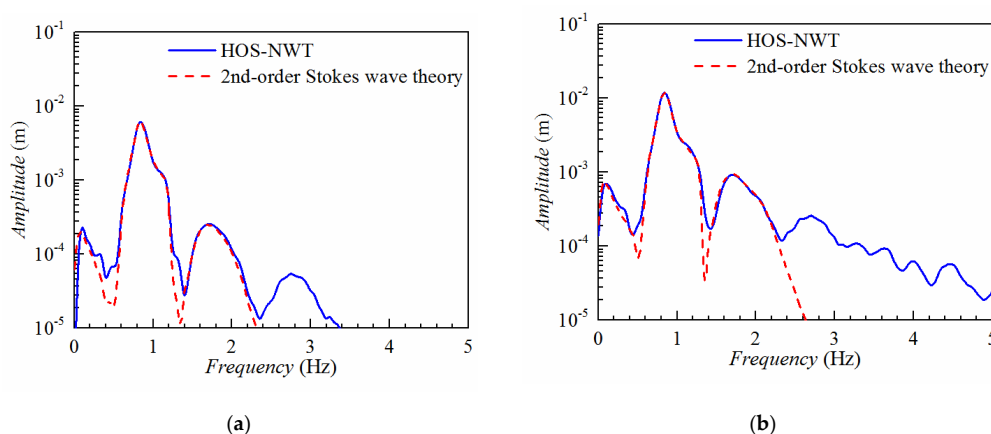 10⁻¹
10⁻²
10⁻³
10⁻⁴
10⁻⁵
Amplitude (m)
HOS-NWT
2nd-order Stokes wave theory
0 1 2 3 4 5
Frequency (Hz)
(a)
10⁻¹
10⁻²
10⁻³
10⁻⁴
10⁻⁵
Amplitude (m)
HOS-NWT
2nd-order Stokes wave theory
0 1 2 3 4 5
Frequency (Hz)
(b)